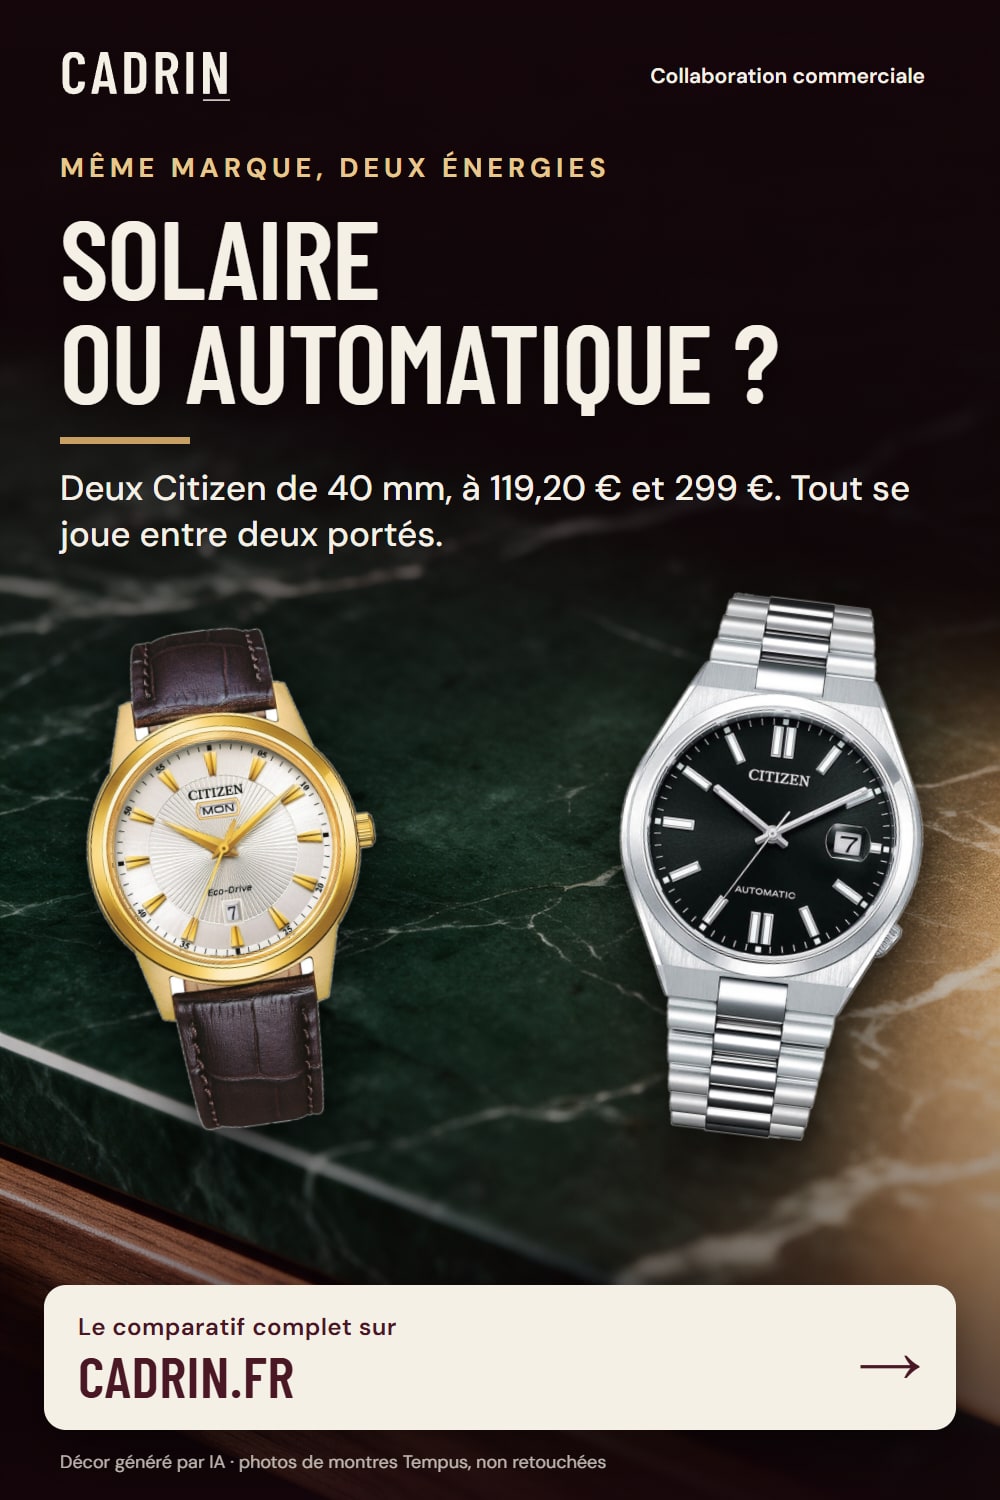 CADRIN
Collaboration commerciale
MÊME MARQUE, DEUX ÉNERGIES
SOLAIRE
OU AUTOMATIQUE ?
Deux Citizen de 40 mm, à 119,20 € et 299 €. Tout se
joue entre deux portés.
CITIZEN
MON
Eco-Drive
7
CITIZEN
7
AUTOMATIC
Le comparatif complet sur
CADRIN.FR
Décor généré par IA · photos de montres Tempus, non retouchées